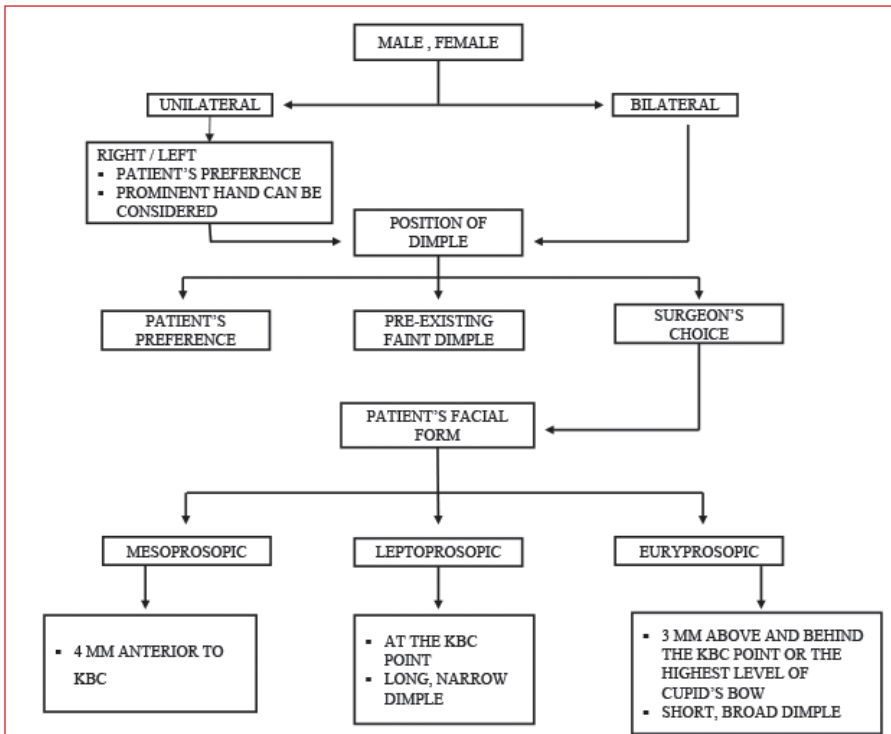 MALE , FEMALE
UNILATERAL
BILATERAL
RIGHT / LEFT
▪ PATIENT'S PREFERENCE
▪ PROMINENT HAND CAN BE
CONSIDERED
POSITION OF
DIMPLE
PATIENT'S
PREFERENCE
PRE-EXISTING
FAINT DIMPLE
SURGEON'S
CHOICE
PATIENT'S FACIAL
FORM
MESOPROSOPIC
LEPTOPROSOPIC
EURYPROSOPIC
▪ 4 MM ANTERIOR TO
KBC
▪ AT THE KBC
POINT
▪ LONG, NARROW
DIMPLE
▪ 3 MM ABOVE AND BEHIND
THE KBC POINT OR THE
HIGHEST LEVEL OF
CUPID'S BOW
▪ SHORT, BROAD DIMPLE